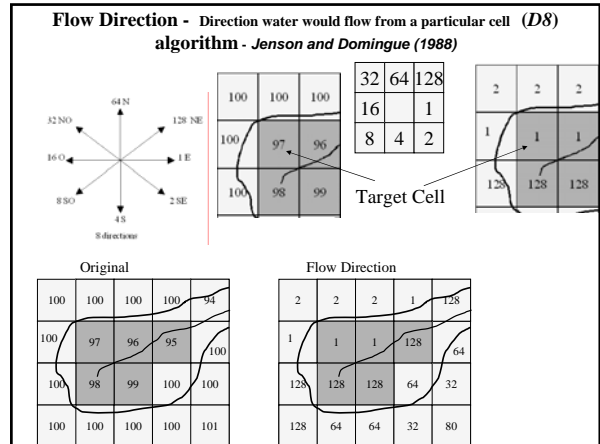 Flow Direction - Direction water would flow from a particular cell (D8)
algorithm - Jenson and Domingue (1988)
64 N
32 NO
128 NE
16 O
1 E
8 SO
2 SE
4 S
8 directions
100 100 100
100 97 96
100 98 99
32 64 128
16 1
8 4 2
2 2 2
1 1 1
128 128 128
Target Cell
Original
100 100 100 100 94
100 97 96 95 100
100 98 99 100 100
100 100 100 100 101
Flow Direction
2 2 2 1 128
1 1 1 128 64
128 128 128 64 32
128 64 64 32 80